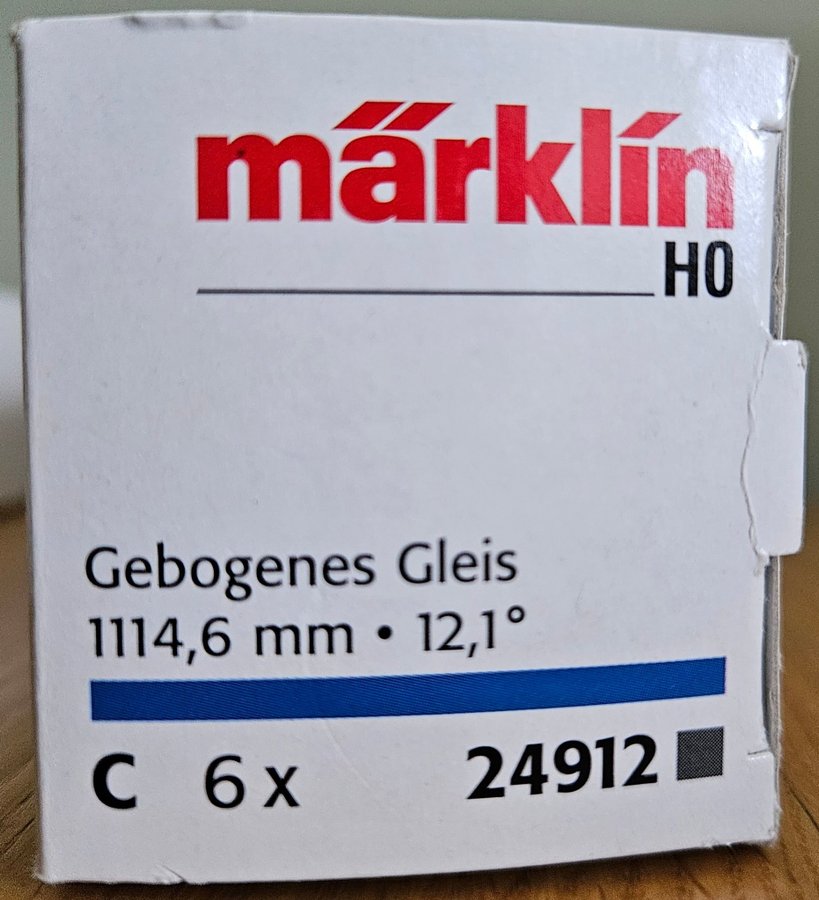 märklin
H0
Gebogenes Gleis
1114,6 mm • 12,1°
C 6 x 24912